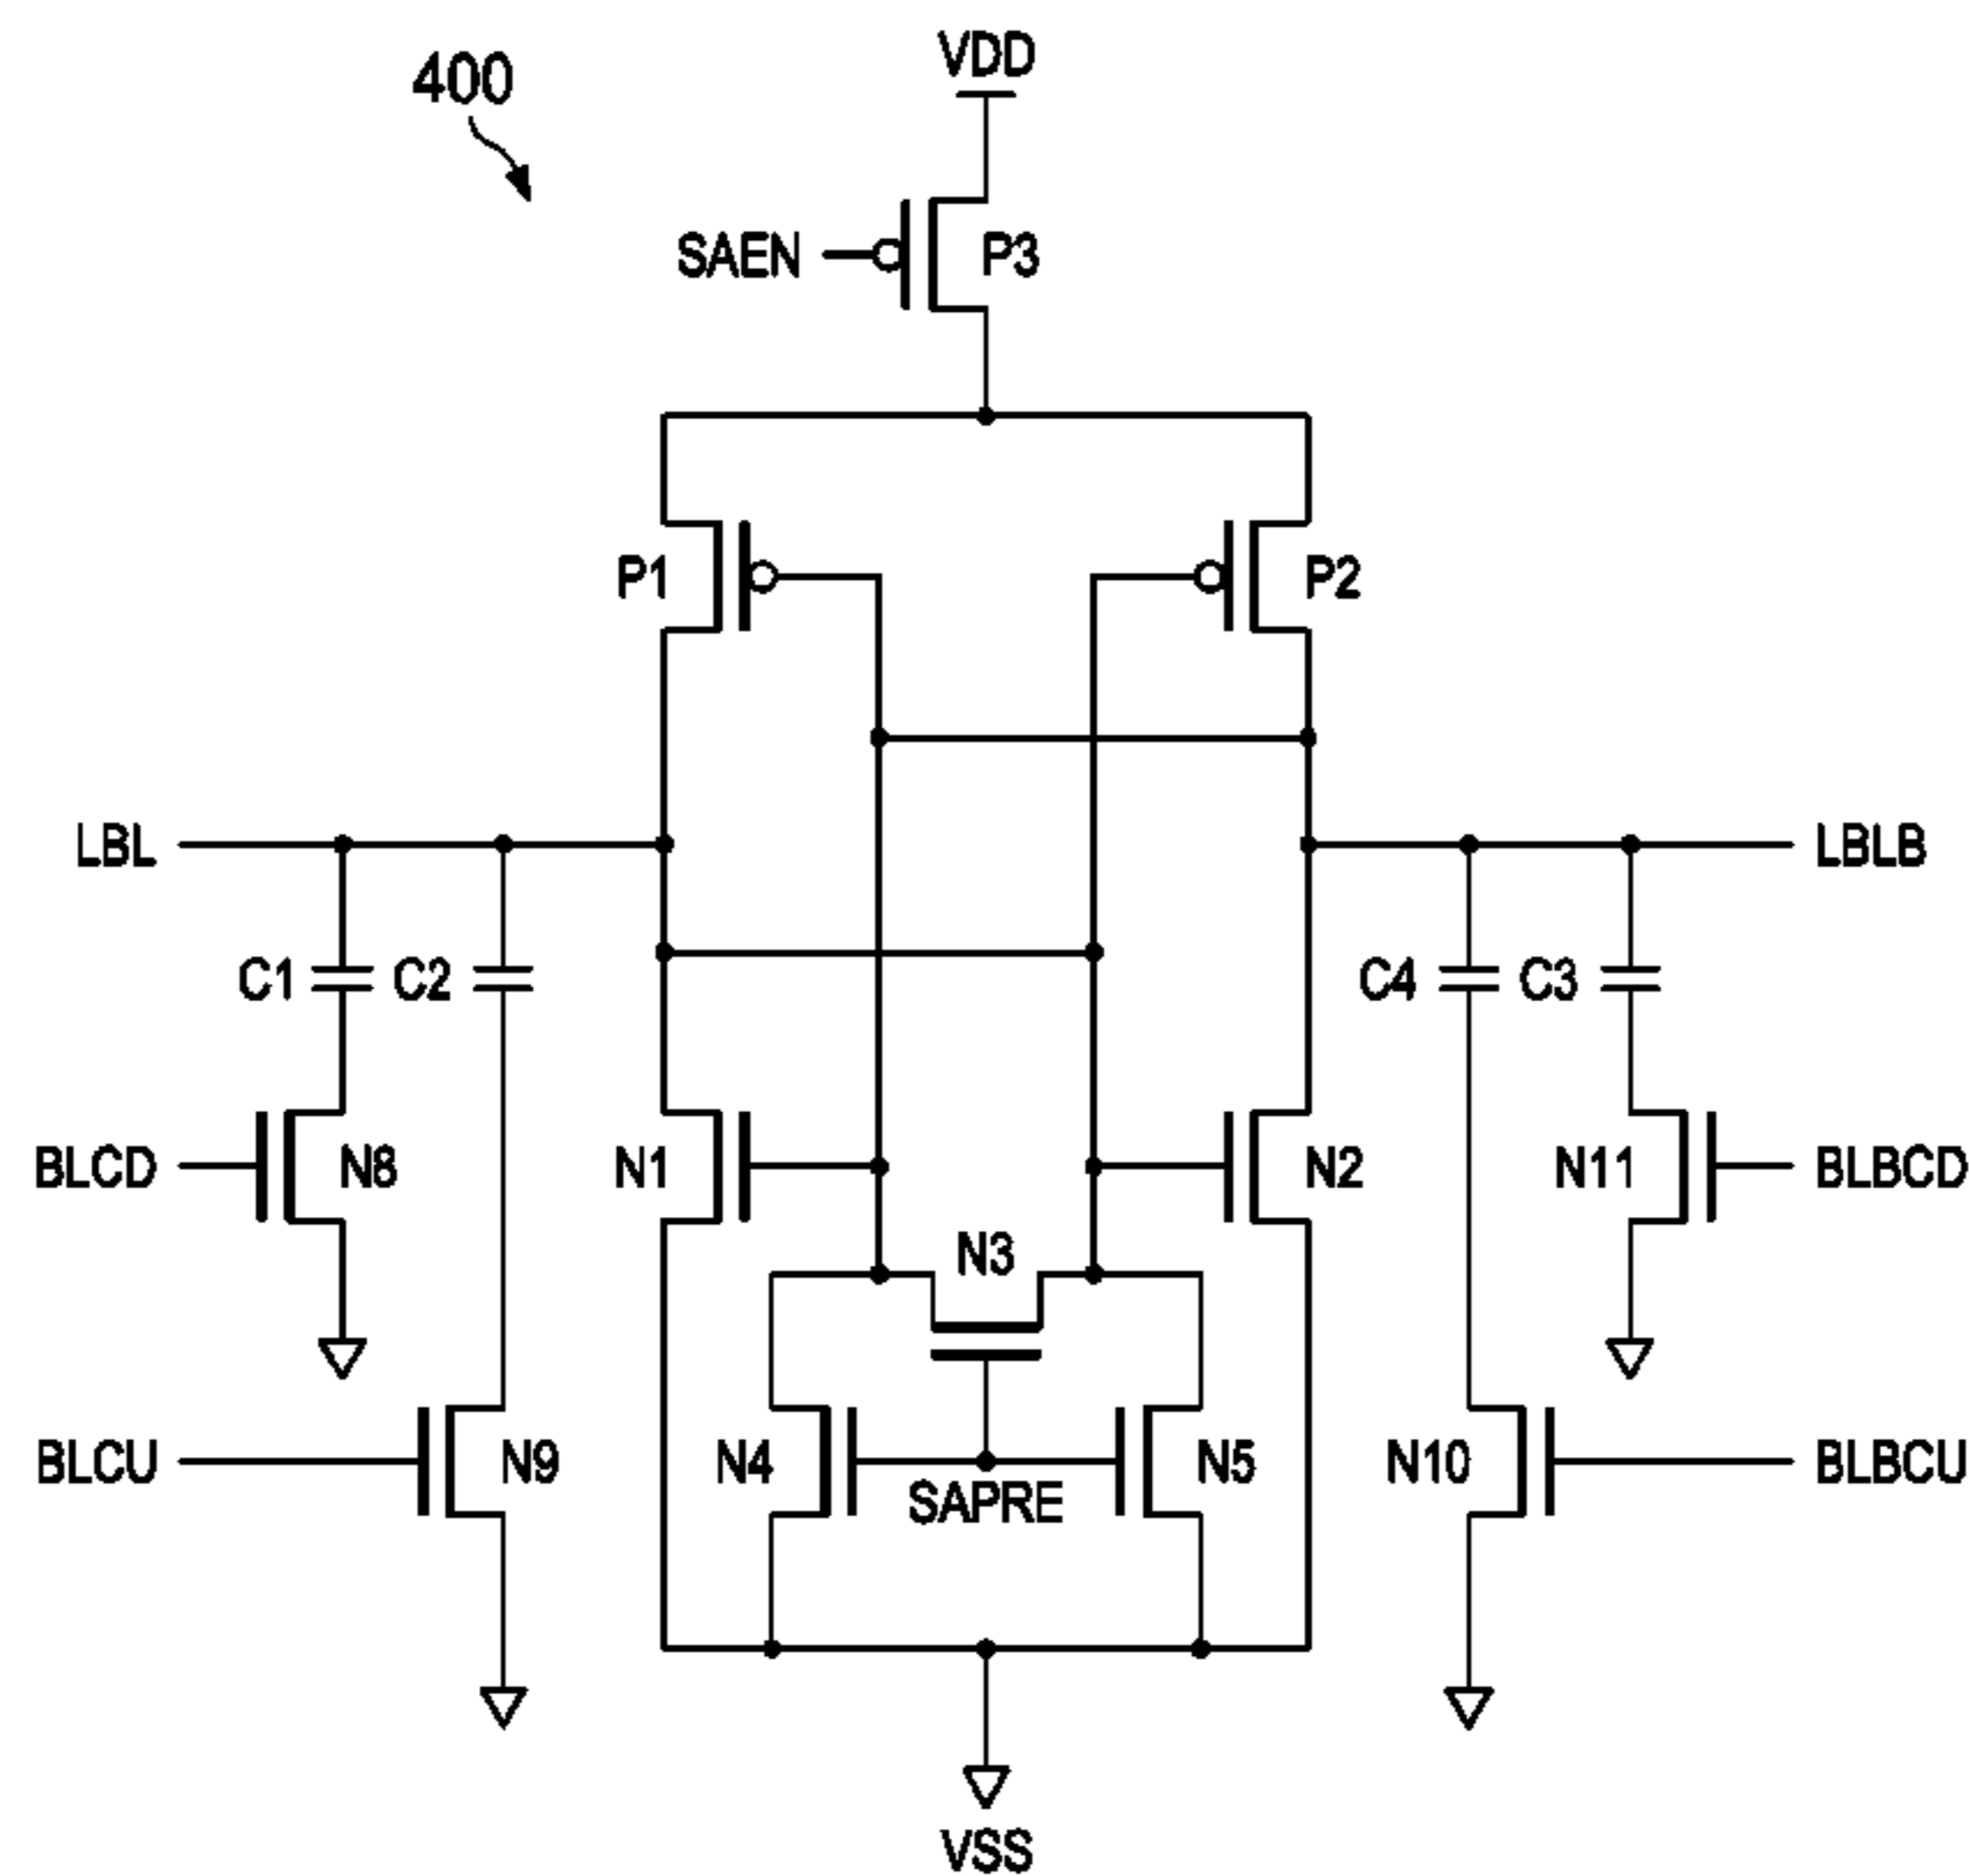 400
VDD
SAEN
P3
P1
P2
LBL
LBLB
C1
C2
C4
C3
BLCD
N8
N1
N2
N11
BLBCD
N3
BLCU
N9
N4
N5
N10
BLBCU
SAPRE
VSS